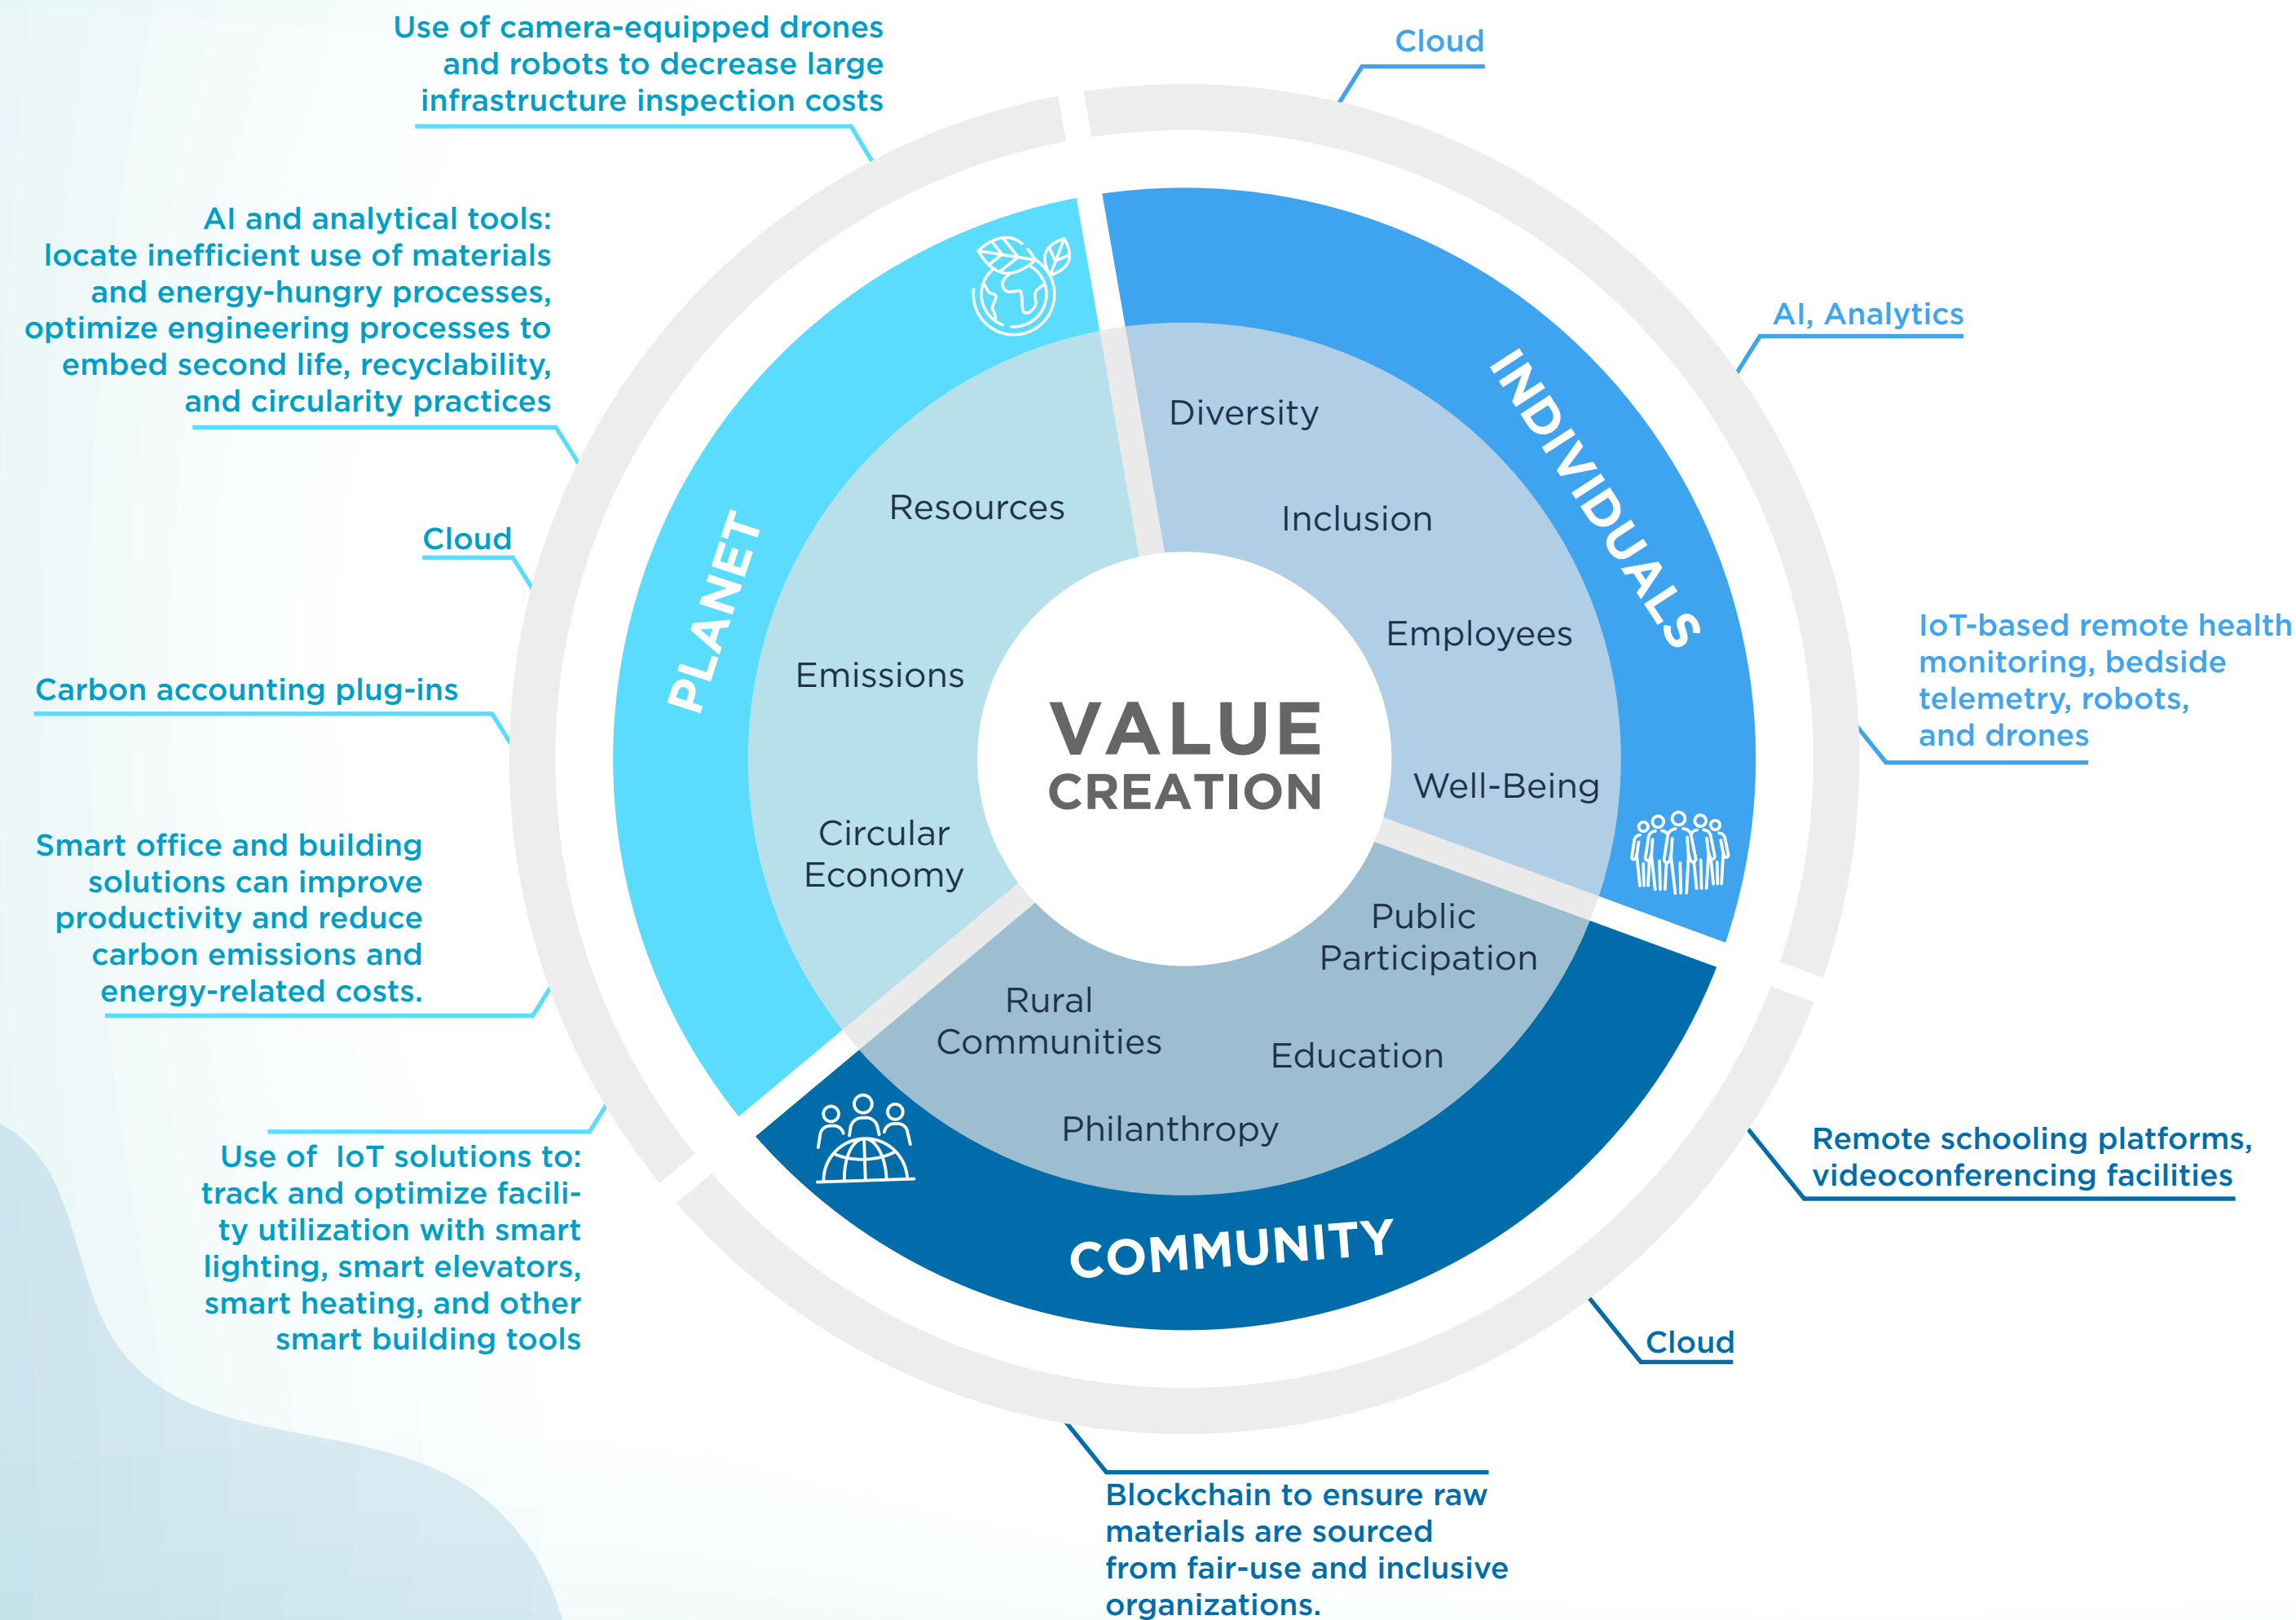 Use of camera-equipped drones
and robots to decrease large
infrastructure inspection costs
AI and analytical tools:
locate inefficient use of materials
and energy-hungry processes,
optimize engineering processes to
embed second life, recyclability,
and circularity practices
Cloud
Carbon accounting plug-ins
Smart office and building
solutions can improve
productivity and reduce
carbon emissions and
energy-related costs.
Use of  IoT solutions to:
track and optimize facili-
ty utilization with smart
lighting, smart elevators,
smart heating, and other
smart building tools
PLANET
Resources
Emissions
Circular
Economy
VALUE
CREATION
INDIVIDUALS
Diversity
Inclusion
Employees
Well-Being
Cloud
AI, Analytics
IoT-based remote health
monitoring, bedside
telemetry, robots,
and drones
COMMUNITY
Public
Participation
Rural
Communities
Education
Philanthropy
Remote schooling platforms,
videoconferencing facilities
Cloud
Blockchain to ensure raw
materials are sourced
from fair-use and inclusive
organizations.